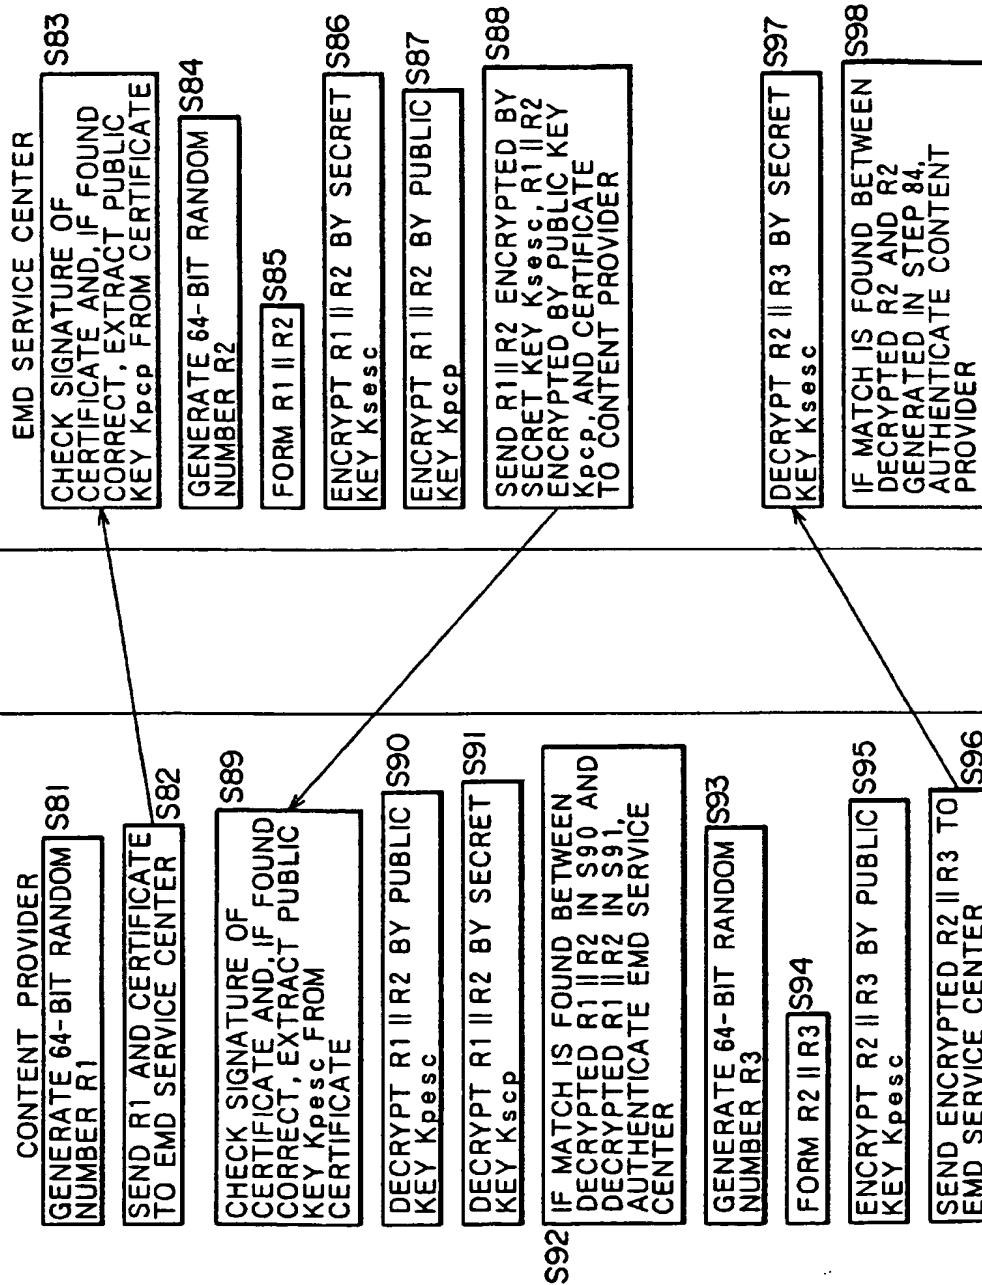 CONTENT PROVIDER
GENERATE 64-BIT RANDOM
NUMBER R1
S81
SEND R1 AND CERTIFICATE
TO EMD SERVICE CENTER
S82
EMD SERVICE CENTER
CHECK SIGNATURE OF
CERTIFICATE AND, IF FOUND
CORRECT, EXTRACT PUBLIC
KEY Kpcp FROM CERTIFICATE
S83
GENERATE 64-BIT RANDOM
NUMBER R2
S84
FORM R1 || R2
S85
ENCRYPT R1 || R2 BY SECRET
KEY Ksesc
S86
ENCRYPT R1 || R2 BY PUBLIC
KEY Kpcp
S87
SEND R1 || R2 ENCRYPTED BY
SECRET KEY Ksesc, R1 || R2
ENCRYPTED BY PUBLIC KEY
Kpcp, AND CERTIFICATE
TO CONTENT PROVIDER
S88
CHECK SIGNATURE OF
CERTIFICATE AND, IF FOUND
CORRECT, EXTRACT PUBLIC
KEY Kpesc FROM
CERTIFICATE
S89
DECRYPT R1 || R2 BY PUBLIC
KEY Kpesc
S90
DECRYPT R1 || R2 BY SECRET
KEY Kscp
S91
S92
IF MATCH IS FOUND BETWEEN
DECRYPTED R1 || R2 IN S90 AND
DECRYPTED R1 || R2 IN S91,
AUTHENTICATE EMD SERVICE
CENTER
GENERATE 64-BIT RANDOM
NUMBER R3
S93
FORM R2 || R3
S94
ENCRYPT R2 || R3 BY PUBLIC
KEY Kpesc
S95
SEND ENCRYPTED R2 || R3 TO
EMD SERVICE CENTER
S96
DECRYPT R2 || R3 BY SECRET
KEY Ksesc
S97
IF MATCH IS FOUND BETWEEN
DECRYPTED R2 AND R2
GENERATED IN STEP 84,
AUTHENTICATE CONTENT
PROVIDER
S98